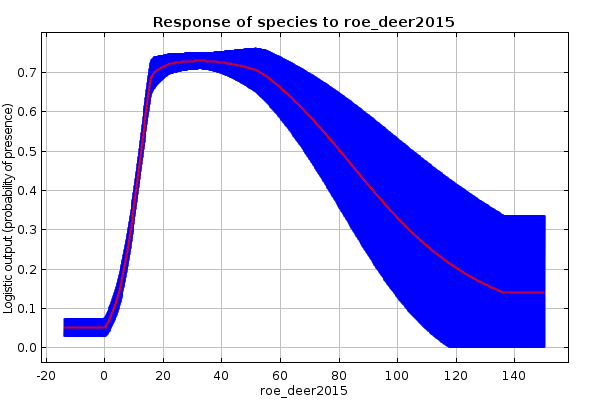 Response of species to roe_deer2015
Logistic output (probability of presence)
0.7
0.6
0.5
0.4
0.3
0.2
0.1
0.0
-20 0 20 40 60 80 100 120 140
roe_deer2015